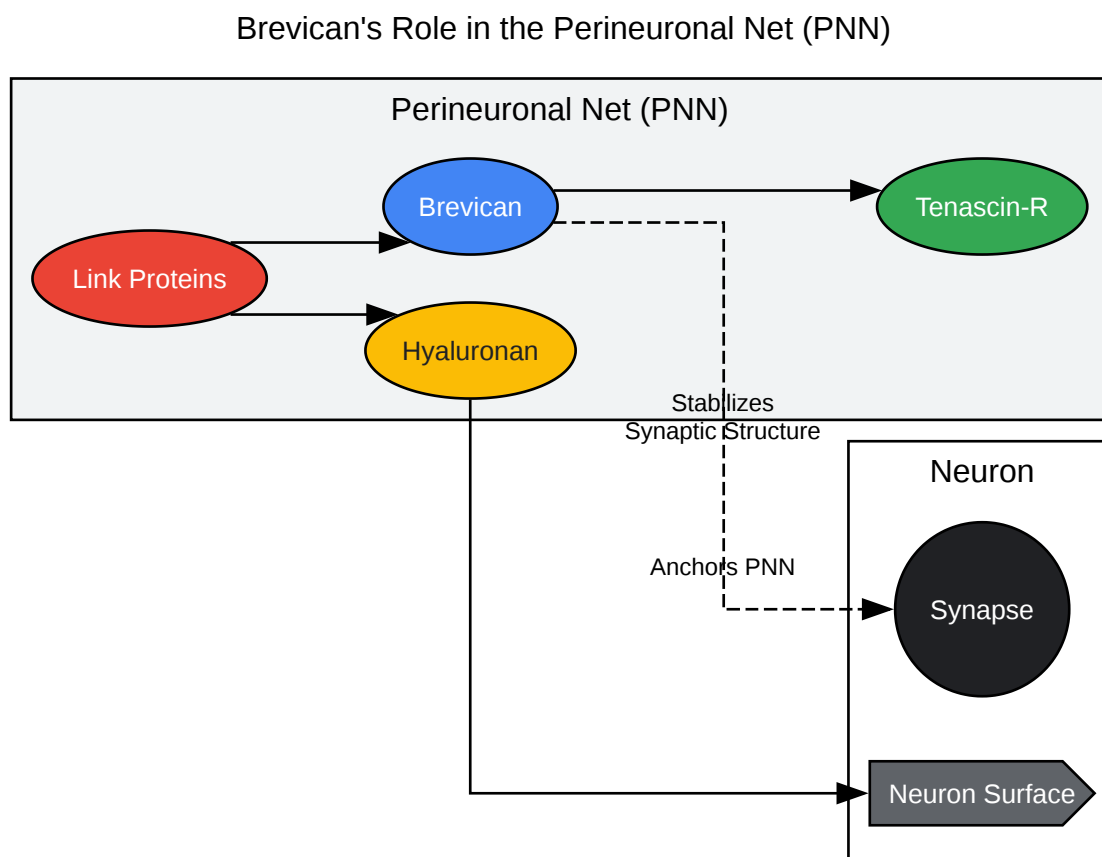 Brevican's Role in the Perineuronal Net (PNN)
Perineuronal Net (PNN)
Brevican
Tenascin-R
Link Proteins
Hyaluronan
Stabilizes
Synaptic Structure
Neuron
Anchors PNN
Synapse
Neuron Surface